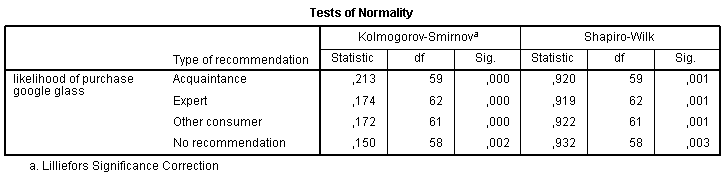 Tests of Normality
Kolmogorov-Smirnovᵃ Shapiro-Wilk
Type of recommendation Statistic df Sig. Statistic df Sig.
likelihood of purchase Acquaintance ,213 59 ,000 ,920 59 ,001
google glass Expert ,174 62 ,000 ,919 62 ,001
Other consumer ,172 61 ,000 ,922 61 ,001
No recommendation ,150 58 ,002 ,932 58 ,003
a. Lilliefors Significance Correction